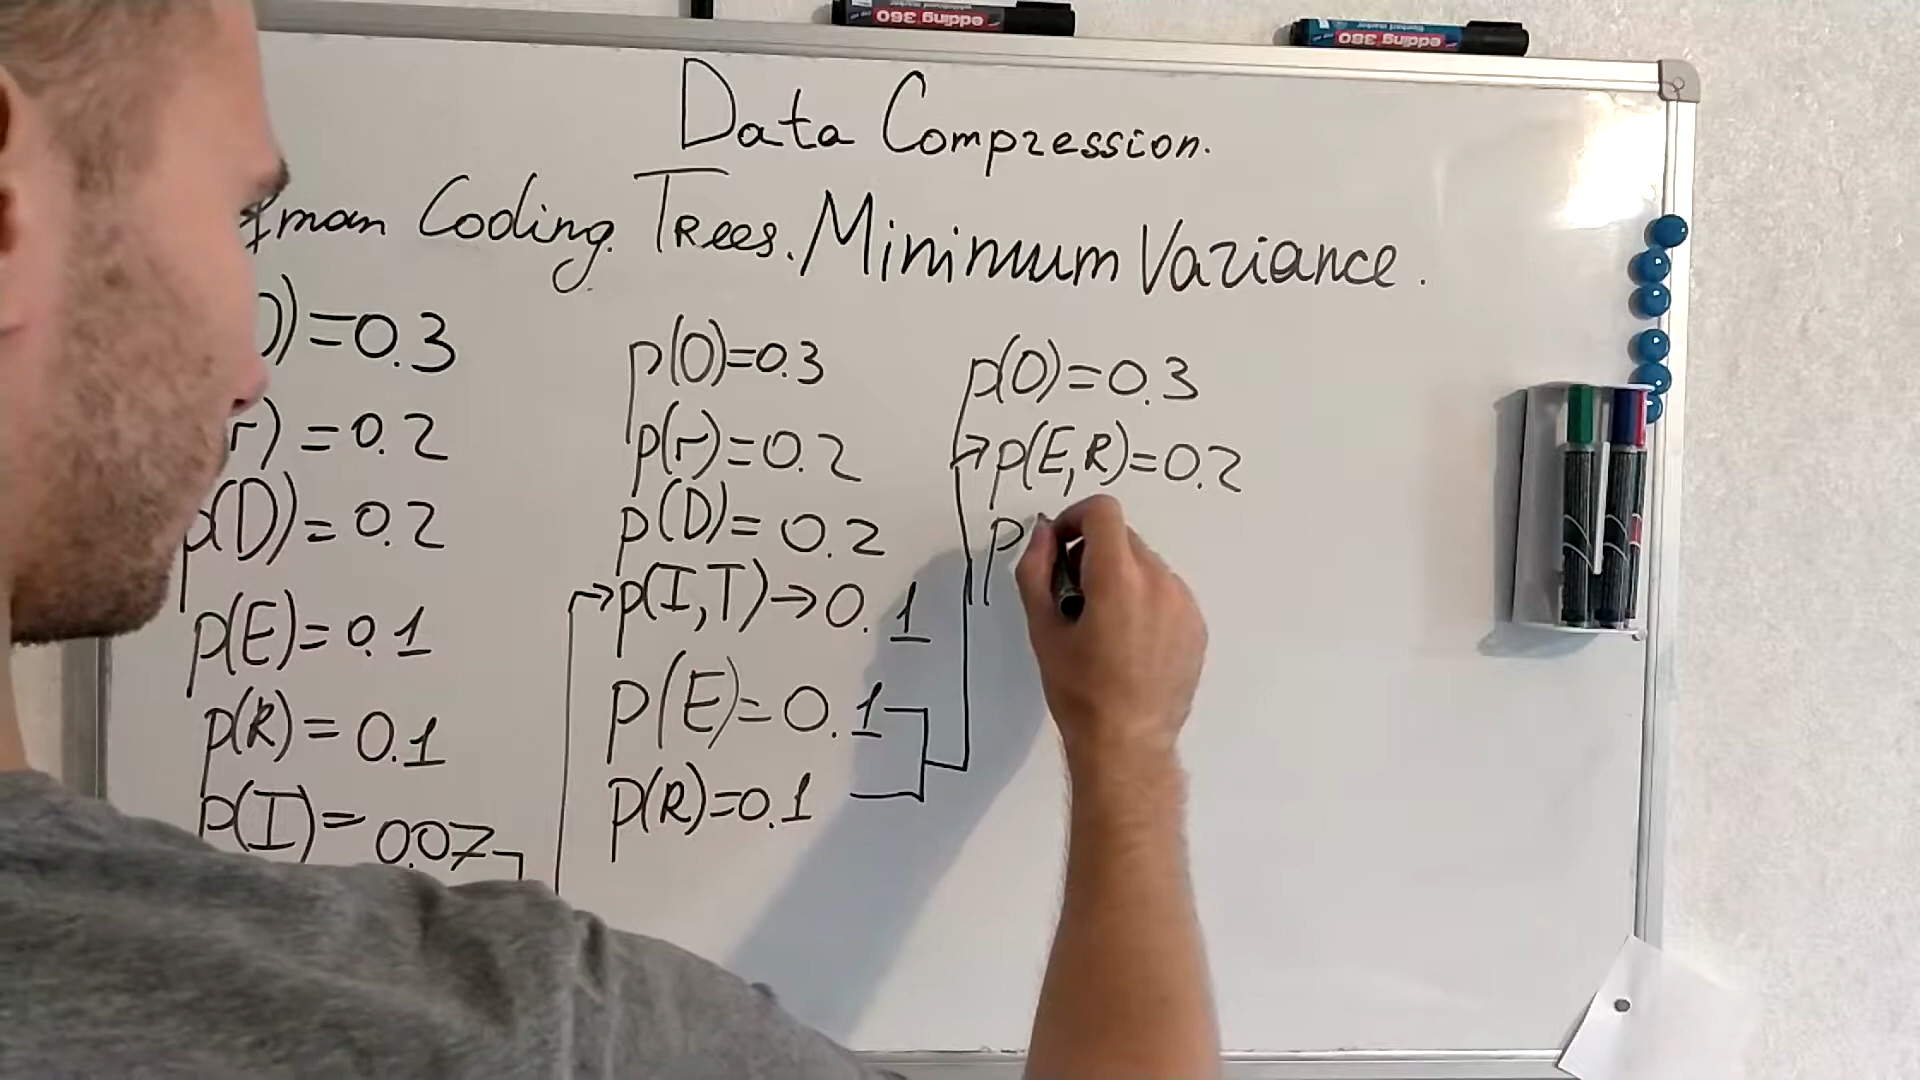 edding 360
edding 380
Data Compression.
man Coding. Trees. Minimum Variance.
)=0.3
r)=0.2
p(D)=0.2
p(E)=0.1
p(R)=0.1
p(I)=0.07
p(O)=0.3
p(r)=0.2
p(D)=0.2
p(I,T)→0.1
p(E)=0.1
p(R)=0.1
p(O)=0.3
p(E,R)=0.2
p